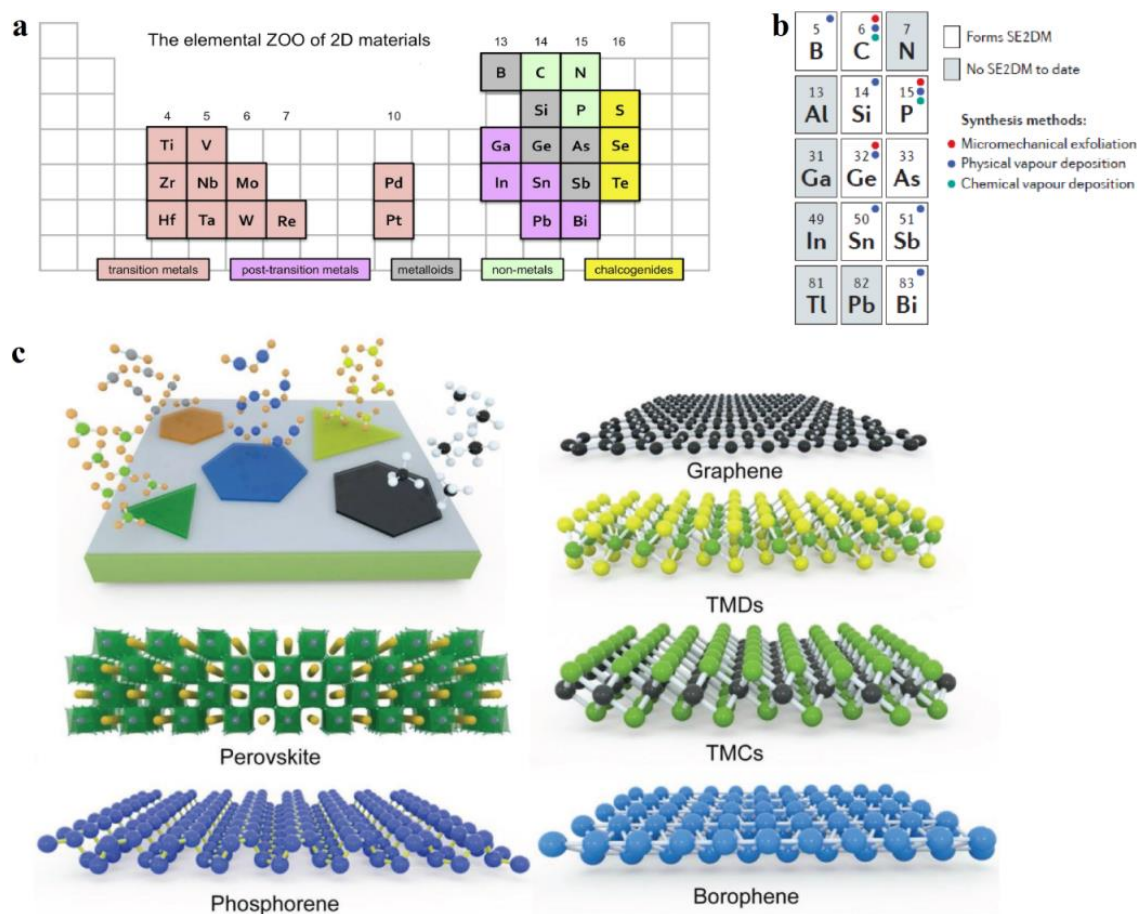 a
The elemental ZOO of 2D materials
13 14 15 16
B C N
4 5 6 7 10
Si P S
Ti V Ga Ge As Se
Zr Nb Mo Pd In Sn Sb Te
Hf Ta W Re Pt Pb Bi
transition metals post-transition metals metalloids non-metals chalcogenides
b
5 6 7
B C N
13 14 15
Al Si P
31 32 33
Ga Ge As
49 50 51
In Sn Sb
81 82 83
Tl Pb Bi
Forms SE2DM
No SE2DM to date
Synthesis methods:
Micromechanical exfoliation
Physical vapour deposition
Chemical vapour deposition
c
Graphene
TMDs
Perovskite
TMCs
Phosphorene
Borophene